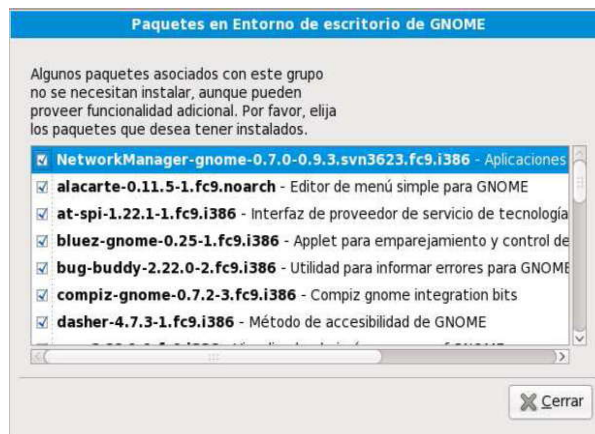 Paquetes en Entorno de escritorio de GNOME
Algunos paquetes asociados con este grupo
no se necesitan instalar, aunque pueden
proveer funcionalidad adicional. Por favor, elija
los paquetes que desea tener instalados.
NetworkManager-gnome-0.7.0-0.9.3.svn3623.fc9.i386 - Aplicaciones
alacarte-0.11.5-1.fc9.noarch - Editor de menú simple para GNOME
at-spi-1.22.1-1.fc9.i386 - Interfaz de proveedor de servicio de tecnología
bluez-gnome-0.25-1.fc9.i386 - Applet para emparejamiento y control de
bug-buddy-2.22.0-2.fc9.i386 - Utilidad para informar errores para GNOME
compiz-gnome-0.7.2-3.fc9.i386 - Compiz gnome integration bits
dasher-4.7.3-1.fc9.i386 - Método de accesibilidad de GNOME
Cerrar